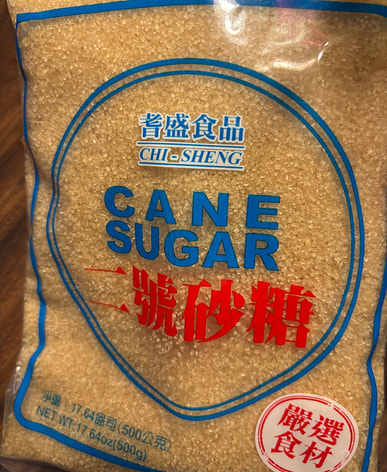 耆盛食品
CHI-SHENG
CANE
SUGAR
二號砂糖
淨重:17.64盎司(500公克)
NET WT:17.64oz(500g)
嚴選
食材